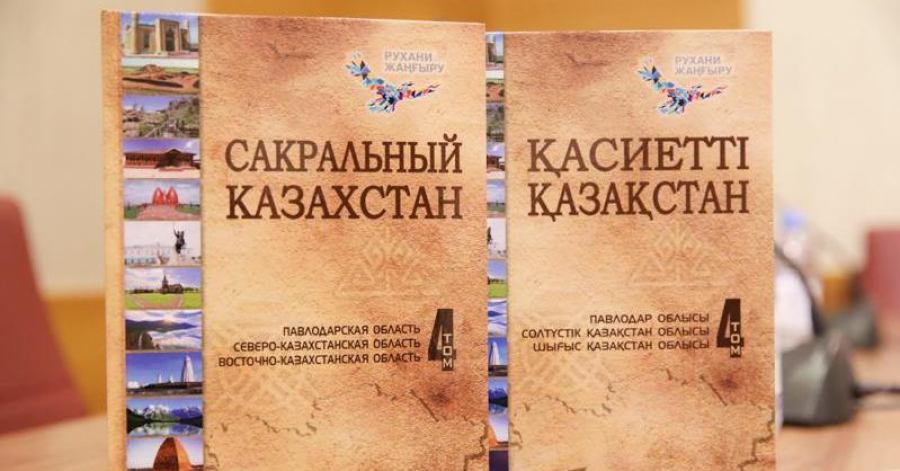 РУХАНИ
ЖАҢҒЫРУ
САКРАЛЬНЫЙ
КАЗАХСТАН
ПАВЛОДАРСКАЯ ОБЛАСТЬ
СЕВЕРО-КАЗАХСТАНСКАЯ ОБЛАСТЬ
ВОСТОЧНО-КАЗАХСТАНСКАЯ ОБЛАСТЬ
4 ТОМ
РУХАНИ
ЖАҢҒЫРУ
ҚАСИЕТТІ
ҚАЗАҚСТАН
ПАВЛОДАР ОБЛЫСЫ
СОЛТҮСТІК ҚАЗАҚСТАН ОБЛЫСЫ
ШЫҒЫС ҚАЗАҚСТАН ОБЛЫСЫ
4 ТОМ